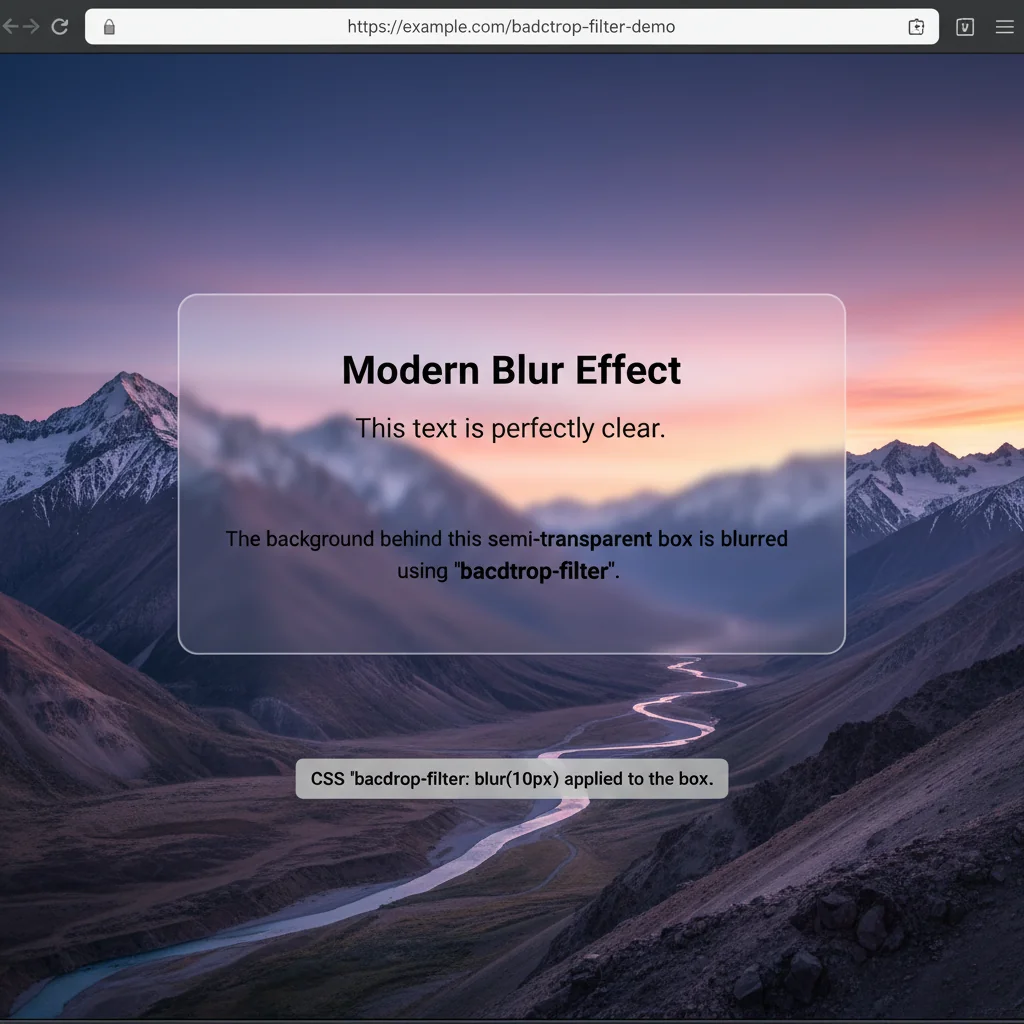 https://example.com/badctrop-filter-demo
Modern Blur Effect
This text is perfectly clear.
The background behind this semi-transparent box is blurred
using "bacdtrop-filter".
CSS "bacdrop-filter: blur(10px) applied to the box.